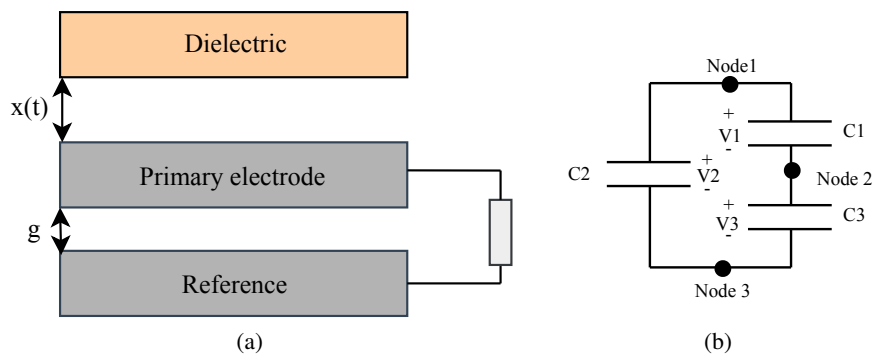 Dielectric
x(t)
Primary electrode
g
Reference
(a)
Node1
+
V1
-
C1
C2
+
V2
-
Node 2
+
V3
-
C3
Node 3
(b)